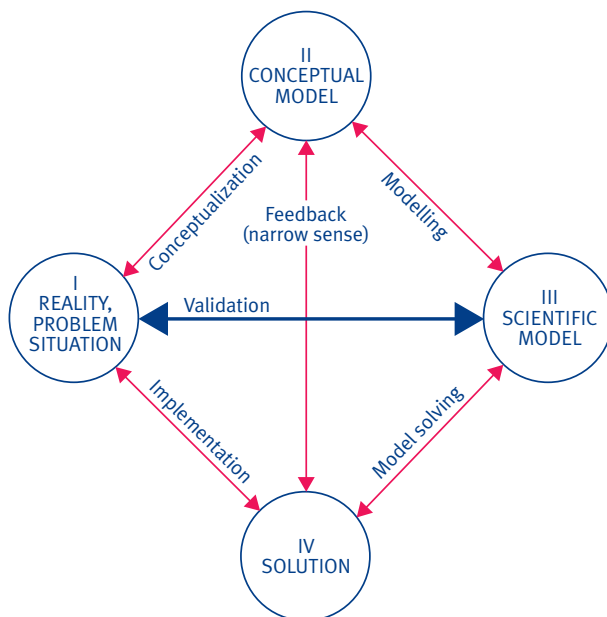 II
CONCEPTUAL
MODEL
Conceptualization
Feedback
(narrow sense)
Modelling
I
REALITY,
PROBLEM
SITUATION
Validation
III
SCIENTIFIC
MODEL
Implementation
Model solving
IV
SOLUTION